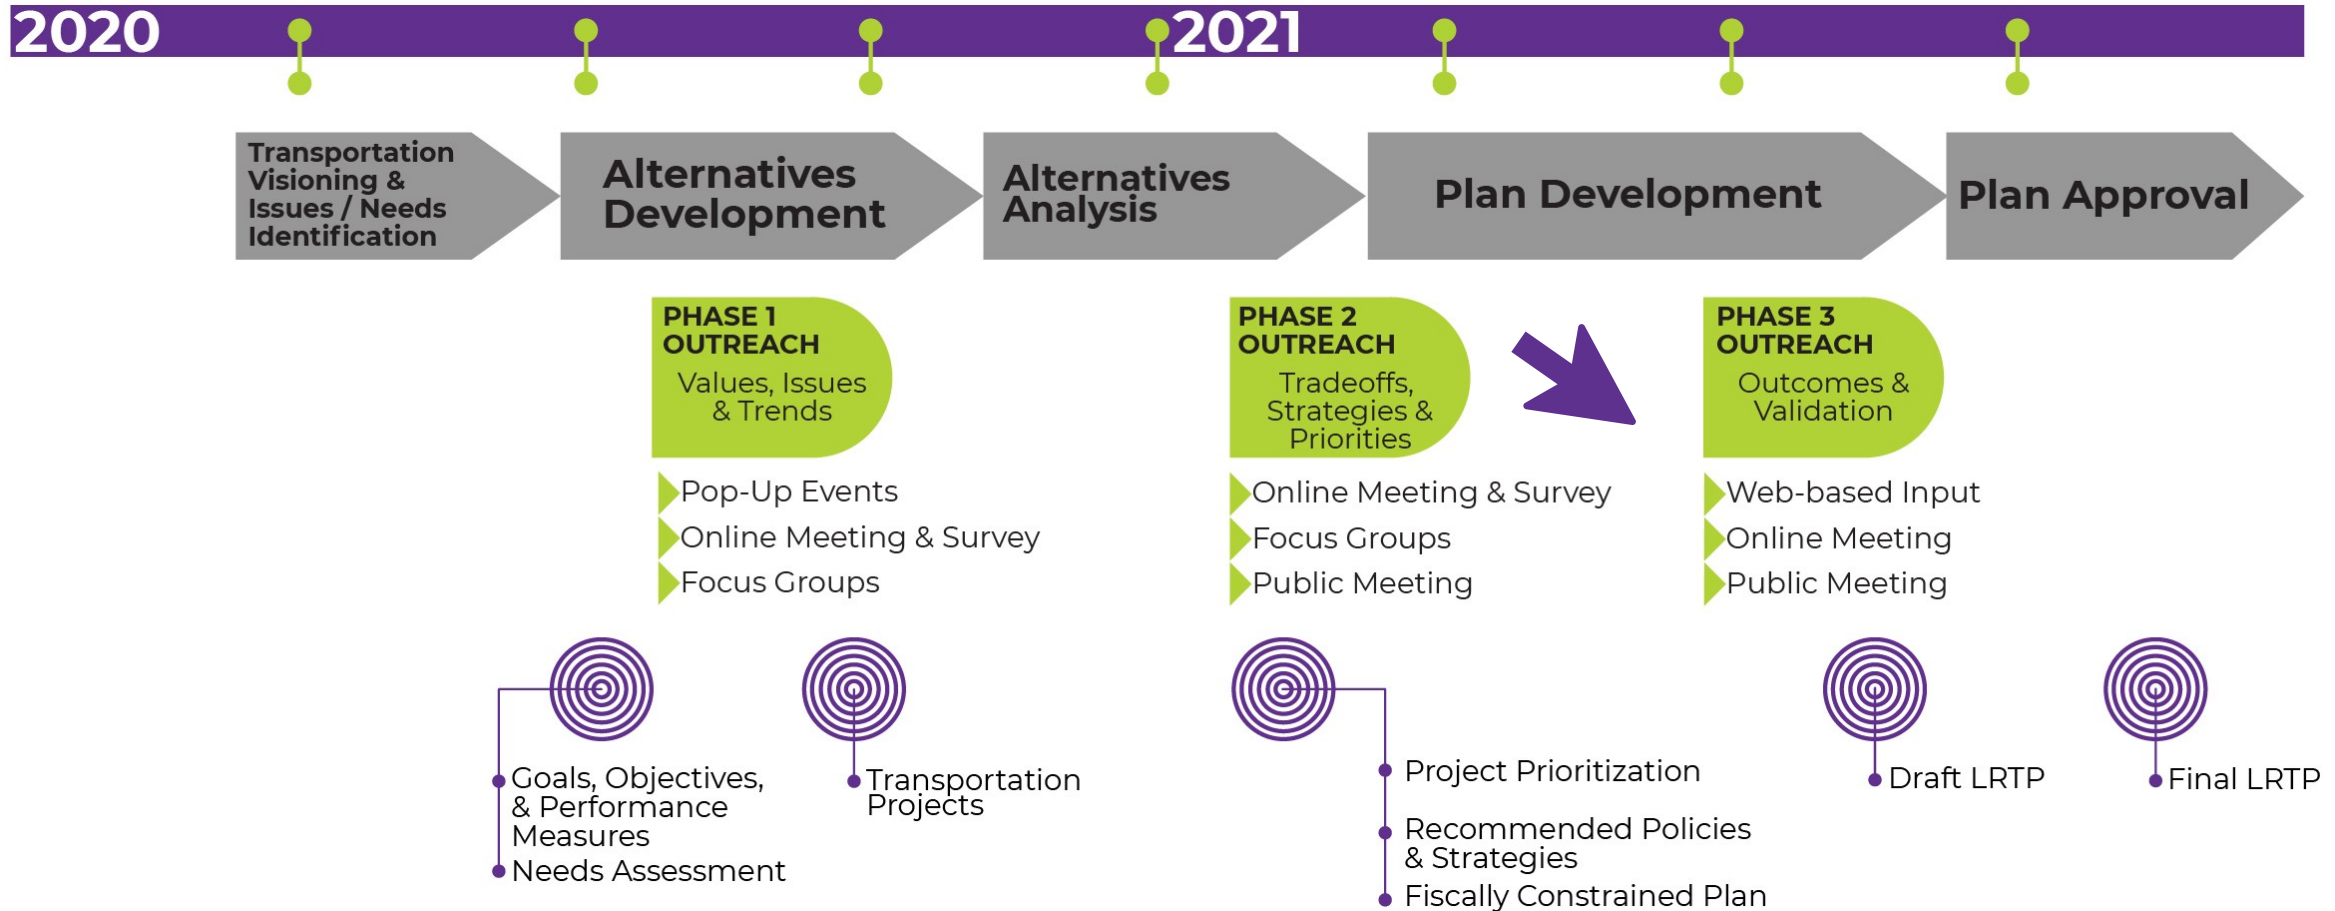 2020
2021
Transportation
Visioning &
Issues / Needs
Identification
Alternatives
Development
Alternatives
Analysis
Plan Development
Plan Approval
PHASE 1
OUTREACH
Values, Issues
& Trends
Pop-Up Events
Online Meeting & Survey
Focus Groups
PHASE 2
OUTREACH
Tradeoffs,
Strategies &
Priorities
Online Meeting & Survey
Focus Groups
Public Meeting
PHASE 3
OUTREACH
Outcomes &
Validation
Web-based Input
Online Meeting
Public Meeting
Goals, Objectives,
& Performance
Measures
Needs Assessment
Transportation
Projects
Project Prioritization
Recommended Policies
& Strategies
Fiscally Constrained Plan
Draft LRTP
Final LRTP